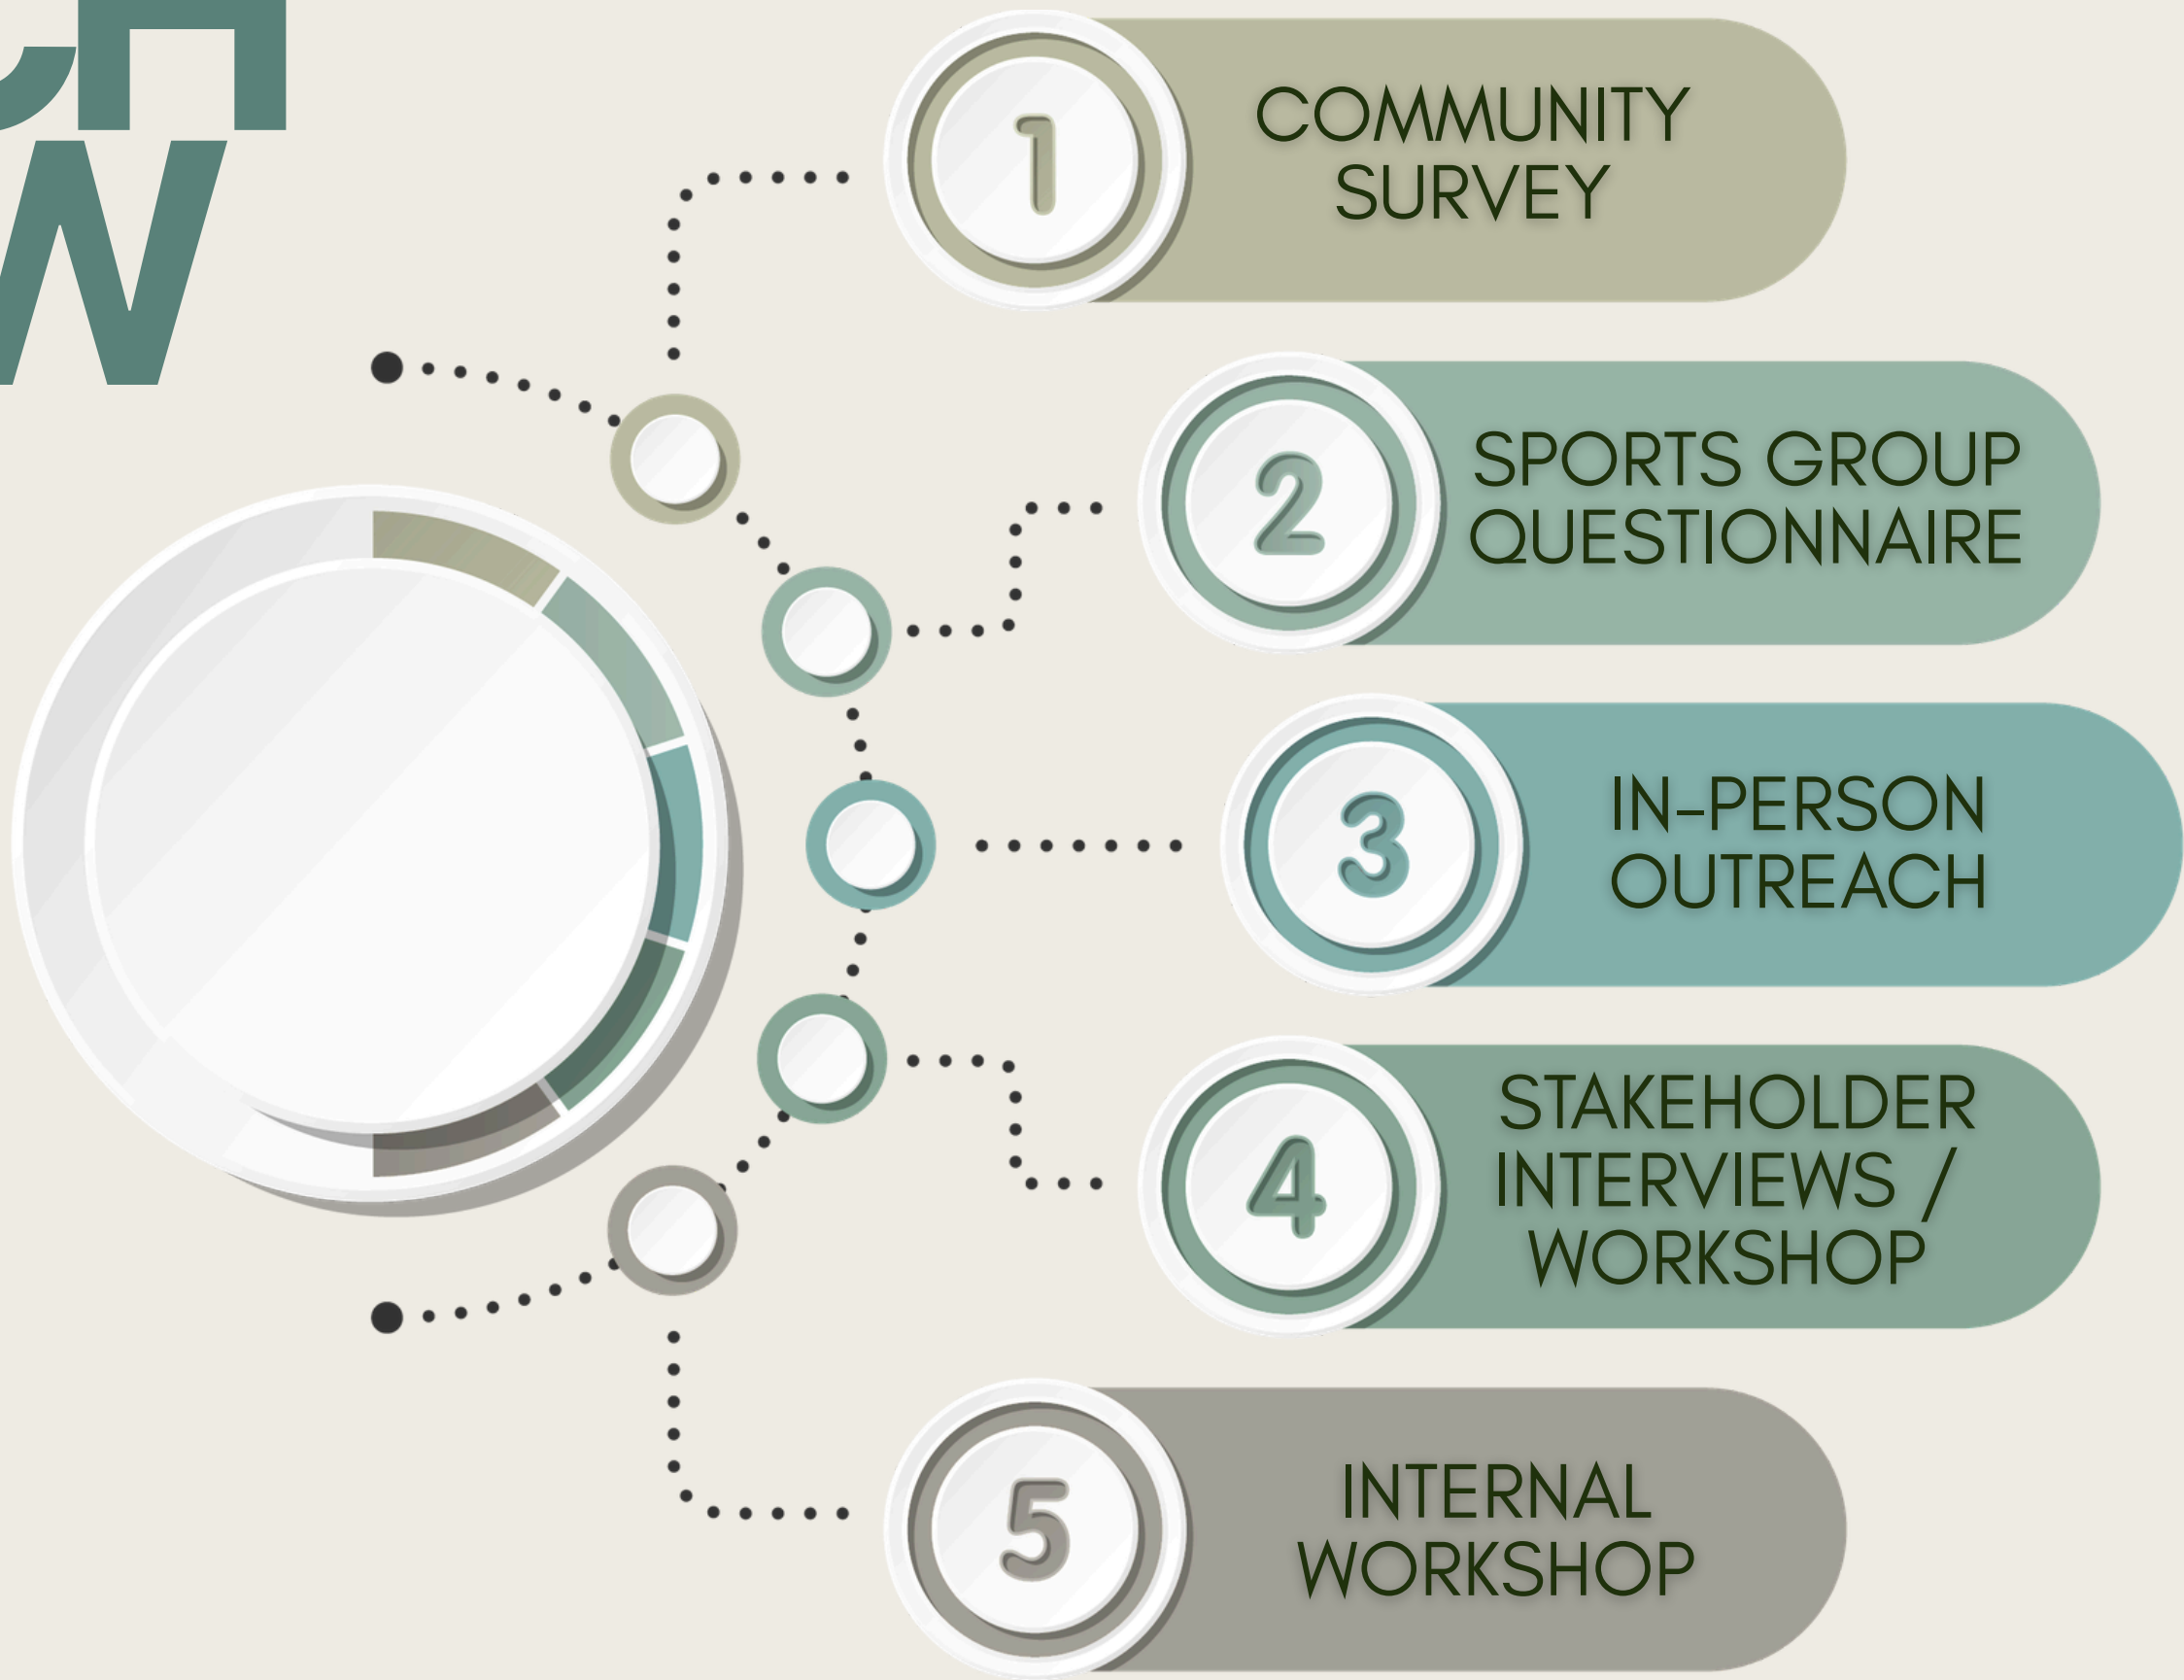 1
COMMUNITY
SURVEY
2
SPORTS GROUP
QUESTIONNAIRE
3
IN-PERSON
OUTREACH
4
STAKEHOLDER
INTERVIEWS /
WORKSHOP
5
INTERNAL
WORKSHOP